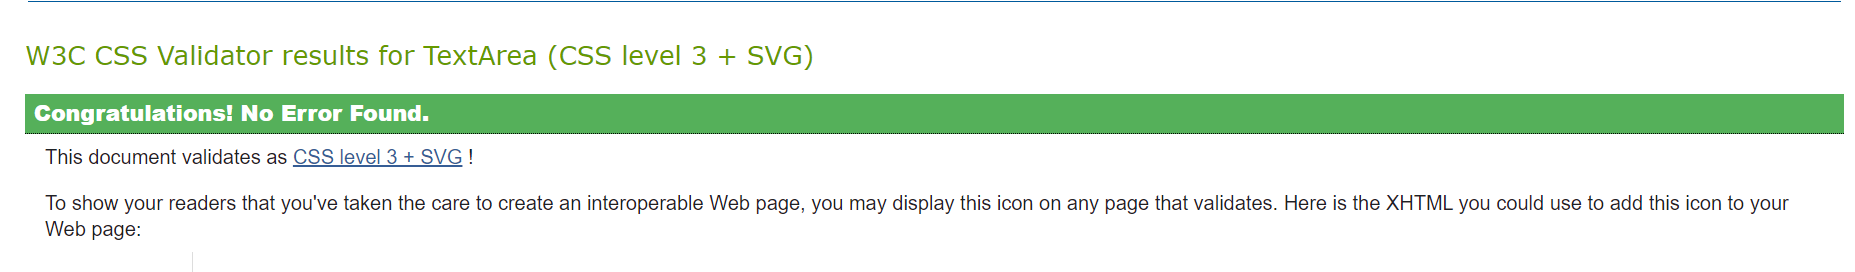 W3C CSS Validator results for TextArea (CSS level 3 + SVG)
Congratulations! No Error Found.
This document validates as CSS level 3 + SVG !
To show your readers that you've taken the care to create an interoperable Web page, you may display this icon on any page that validates. Here is the XHTML you could use to add this icon to your
Web page: